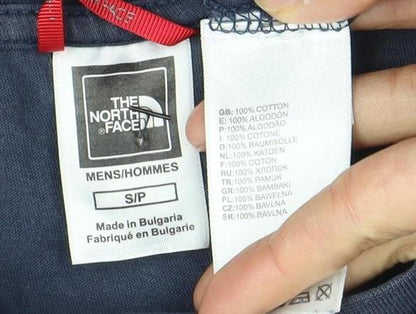 THE
NORTH
FACE
MENS/HOMMES
S/P
Made in Bulgaria
Fabriqué en Bulgarie
GB: 100% COTTON
E: 100% ALGODÓN
P: 100% ALGODÃO
I: 100% COTONE
D: 100% BAUMWOLLE
NL: 100% KATOEN
F: 100% COTON
RU: 100% ХЛОПОК
TR: 100% PAMUK
GR: 100% BAMBAKI
PL: 100% BAWEŁNA
CZ: 100% BAVLNA
SK: 100% BAVLNA